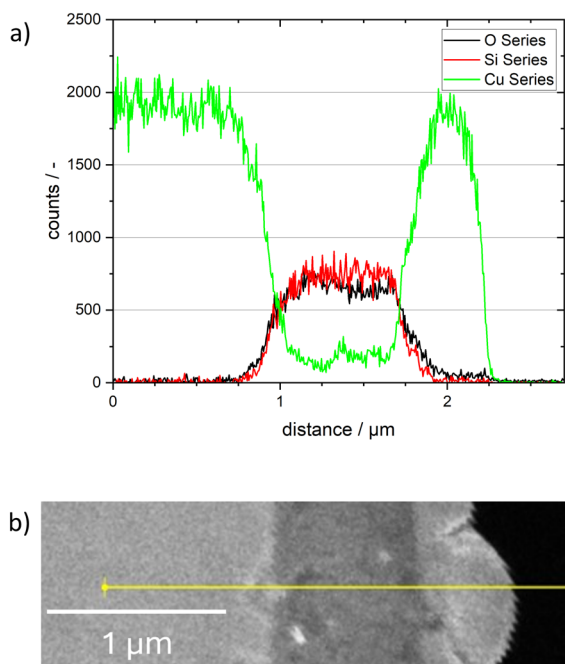 a)
2500
O Series
Si Series
Cu Series
2000
1500
counts / -
1000
500
0
0
1
2
distance / µm
b)
1 µm